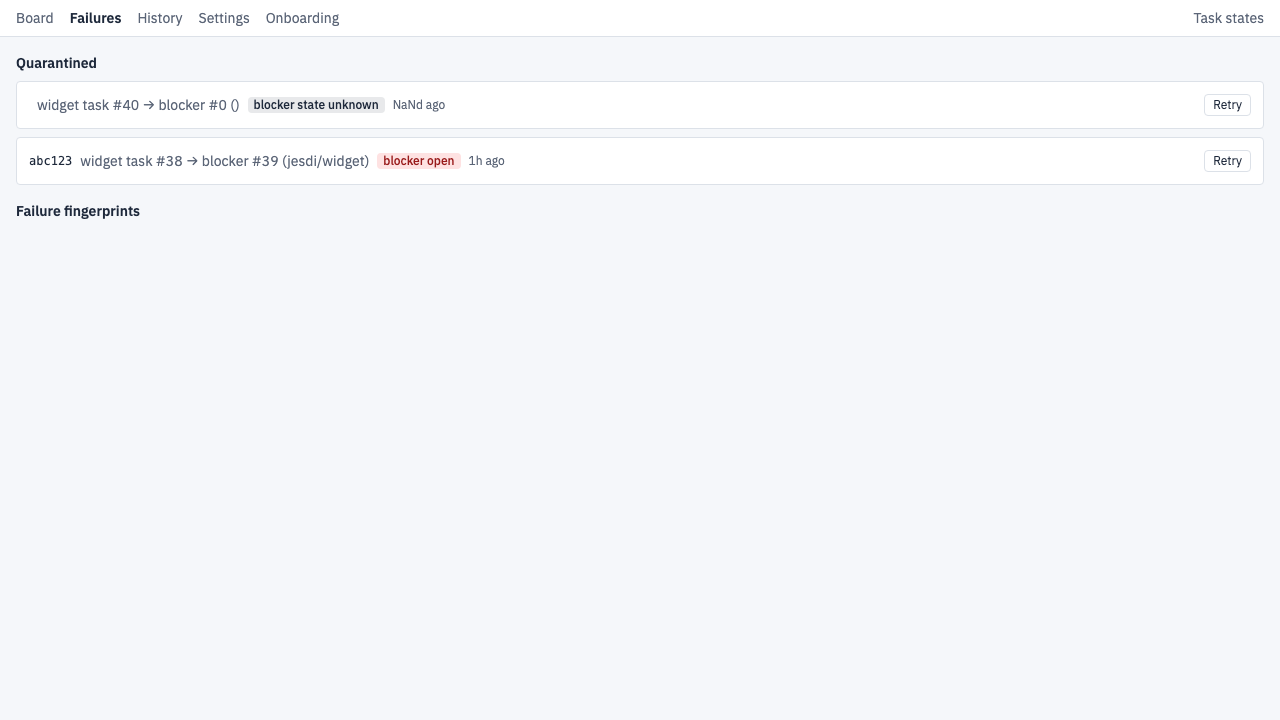 Board Failures History Settings Onboarding Task states
Quarantined
widget task #40 → blocker #0 () blocker state unknown NaNd ago Retry
abc123 widget task #38 → blocker #39 (jesdi/widget) blocker open 1h ago Retry
Failure fingerprints